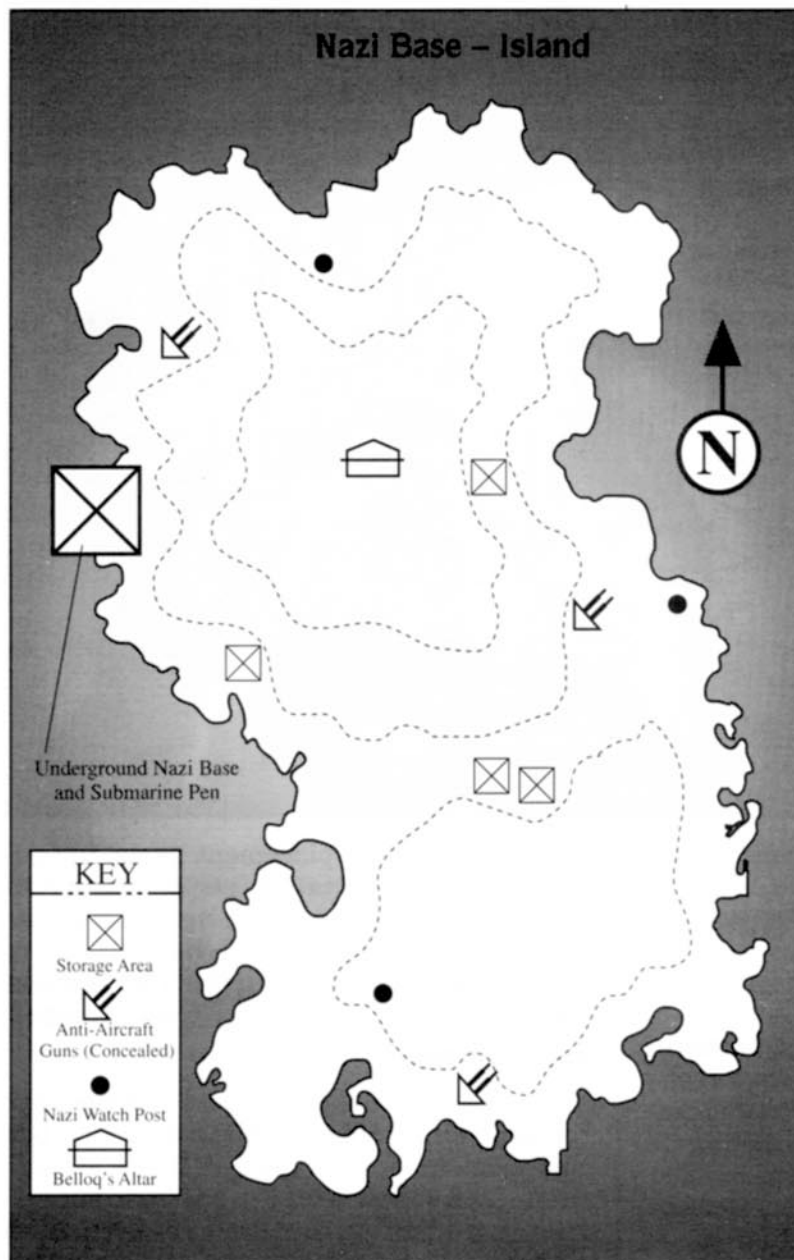 Nazi Base – Island
N
Underground Nazi Base
and Submarine Pen
KEY
Storage Area
Anti-Aircraft
Guns (Concealed)
Nazi Watch Post
Belloq's Altar